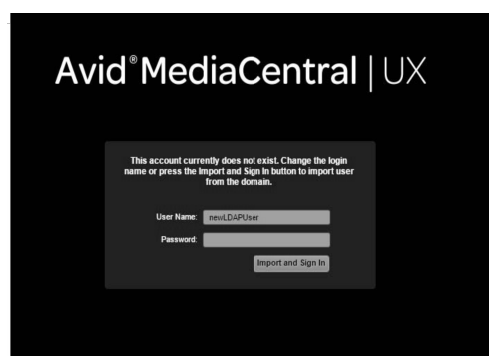 Avid® MediaCentral | UX
This account currently does not exist. Change the login
name or press the Import and Sign In button to import user
from the domain.
User Name: newLDAPUser
Password:
Import and Sign In